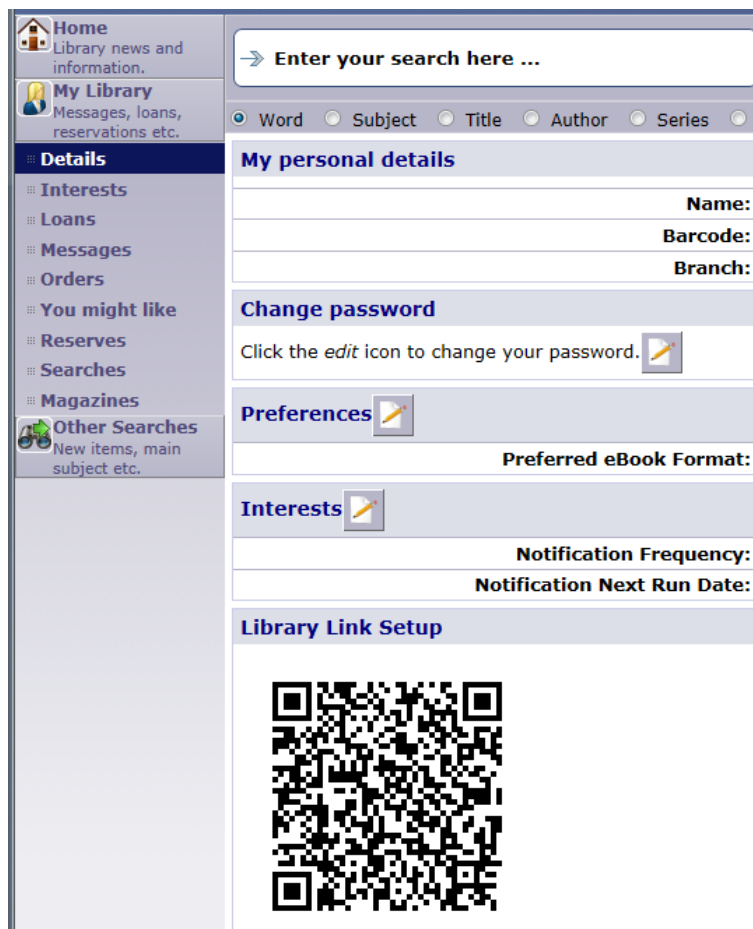 Home
Library news and
information.
My Library
Messages, loans,
reservations etc.
Details
Interests
Loans
Messages
Orders
You might like
Reserves
Searches
Magazines
Other Searches
New items, main
subject etc.
Enter your search here ...
Word Subject Title Author Series
My personal details
Name:
Barcode:
Branch:
Change password
Click the edit icon to change your password.
Preferences
Preferred eBook Format:
Interests
Notification Frequency:
Notification Next Run Date:
Library Link Setup